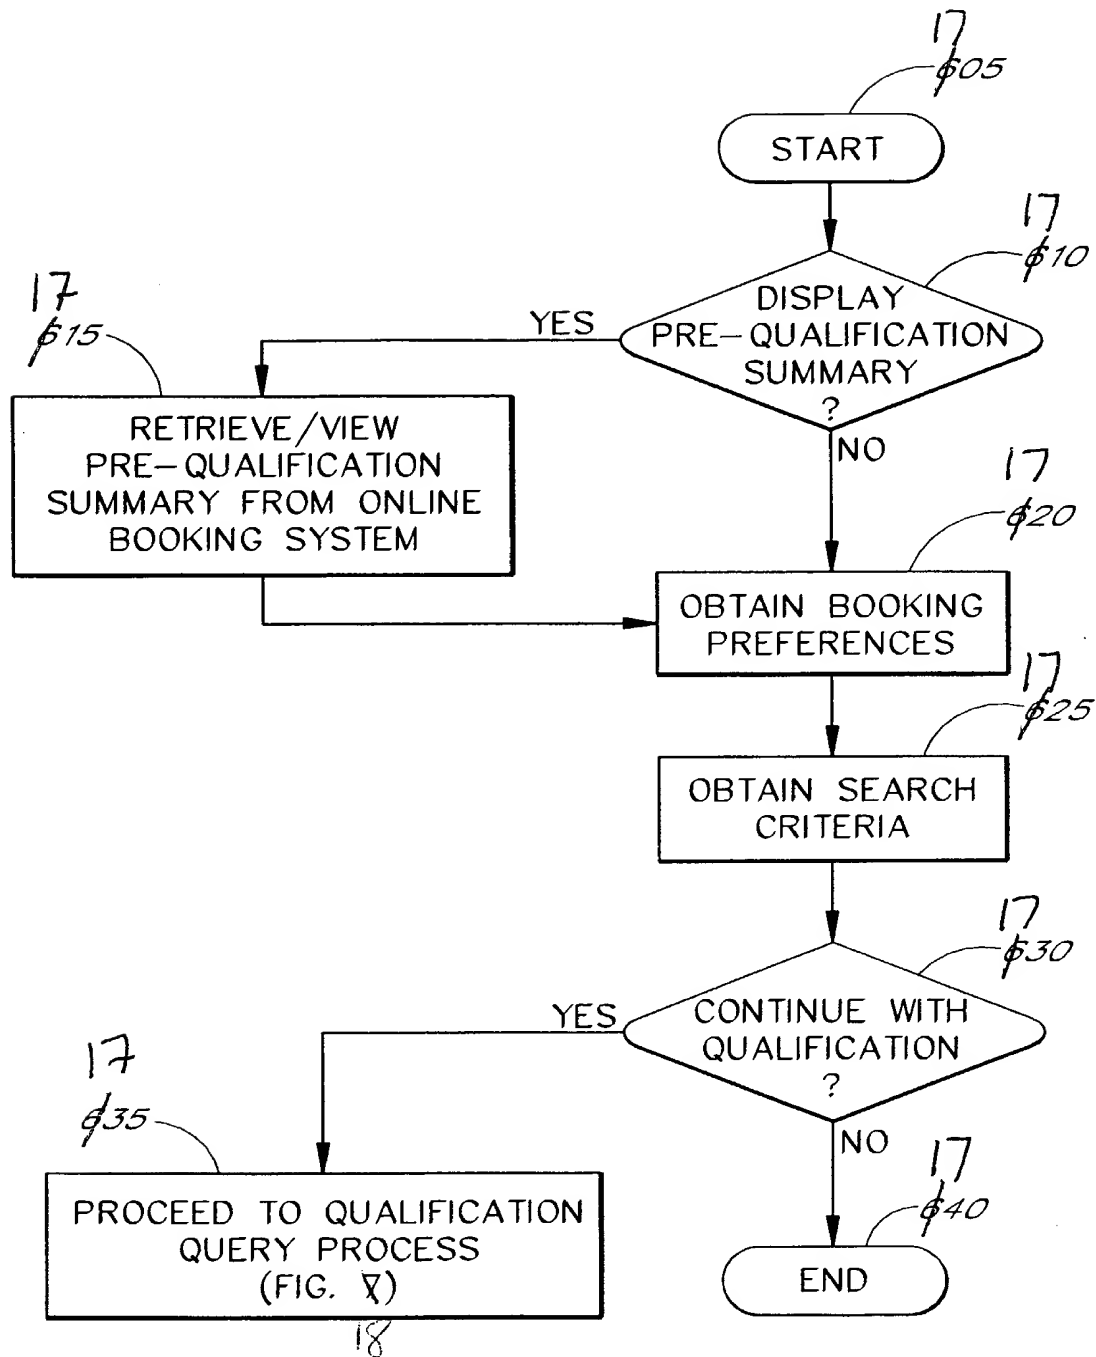 17
605
START
17
610
DISPLAY
PRE-QUALIFICATION
SUMMARY
?
YES
NO
17
615
RETRIEVE/VIEW
PRE-QUALIFICATION
SUMMARY FROM ONLINE
BOOKING SYSTEM
17
620
OBTAIN BOOKING
PREFERENCES
17
625
OBTAIN SEARCH
CRITERIA
17
630
CONTINUE WITH
QUALIFICATION
?
YES
NO
17
635
PROCEED TO QUALIFICATION
QUERY PROCESS
(FIG. 7)
18
17
640
END